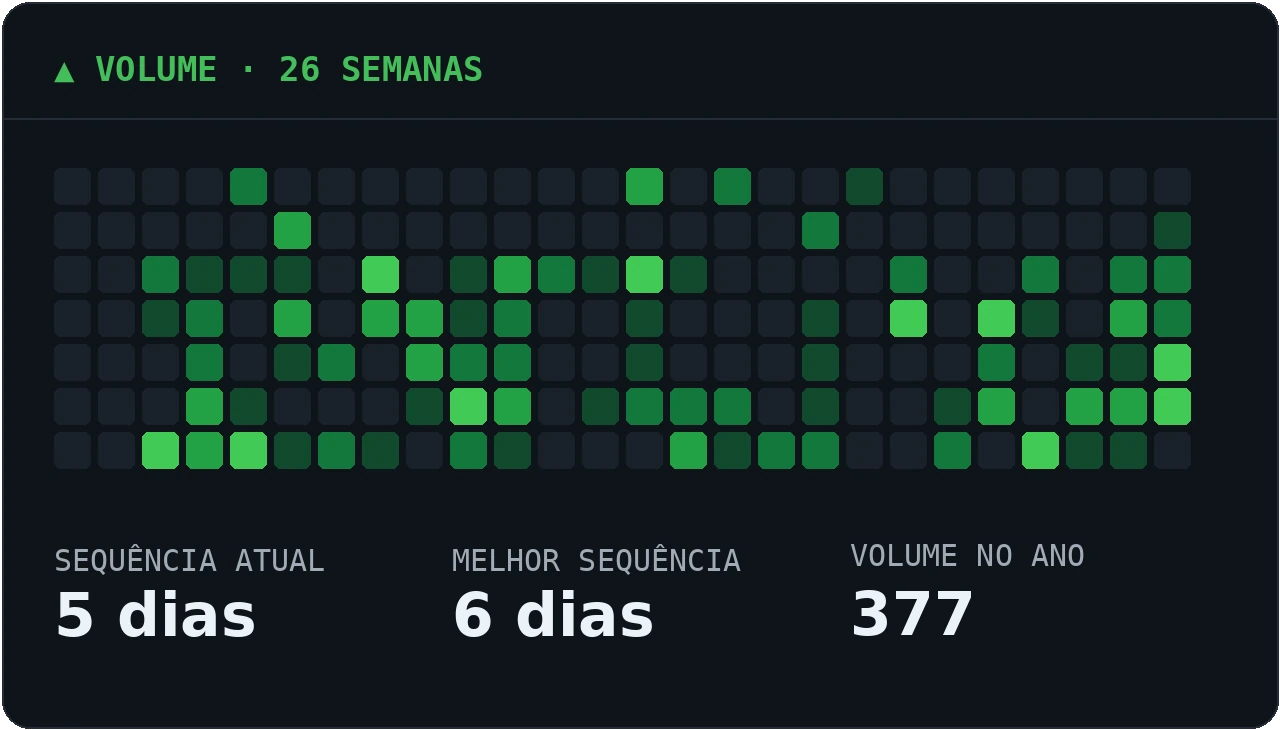 ▲ VOLUME · 26 SEMANAS
SEQUÊNCIA ATUAL
5 dias
MELHOR SEQUÊNCIA
6 dias
VOLUME NO ANO
377